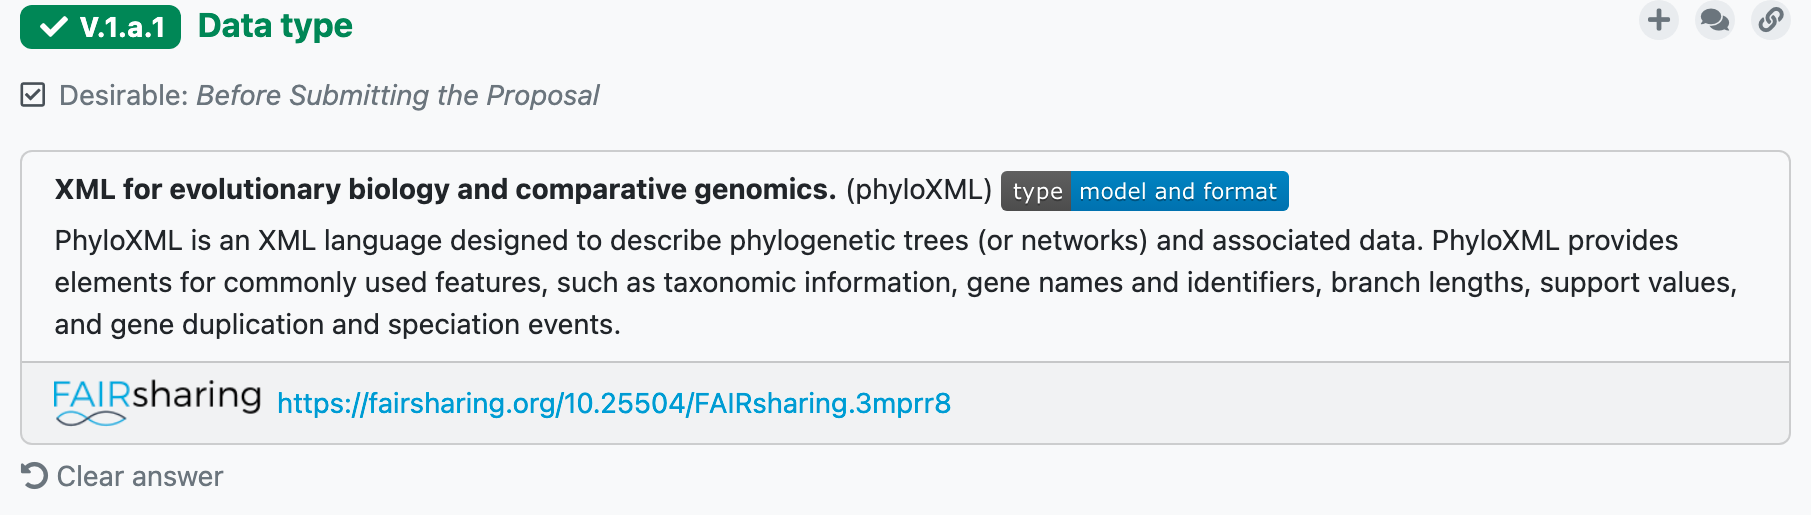 V.1.a.1 Data type
Desirable: Before Submitting the Proposal
XML for evolutionary biology and comparative genomics. (phyloXML) type model and format
PhyloXML is an XML language designed to describe phylogenetic trees (or networks) and associated data. PhyloXML provides
elements for commonly used features, such as taxonomic information, gene names and identifiers, branch lengths, support values,
and gene duplication and speciation events.
FAIRsharing https://fairsharing.org/10.25504/FAIRsharing.3mprr8
Clear answer